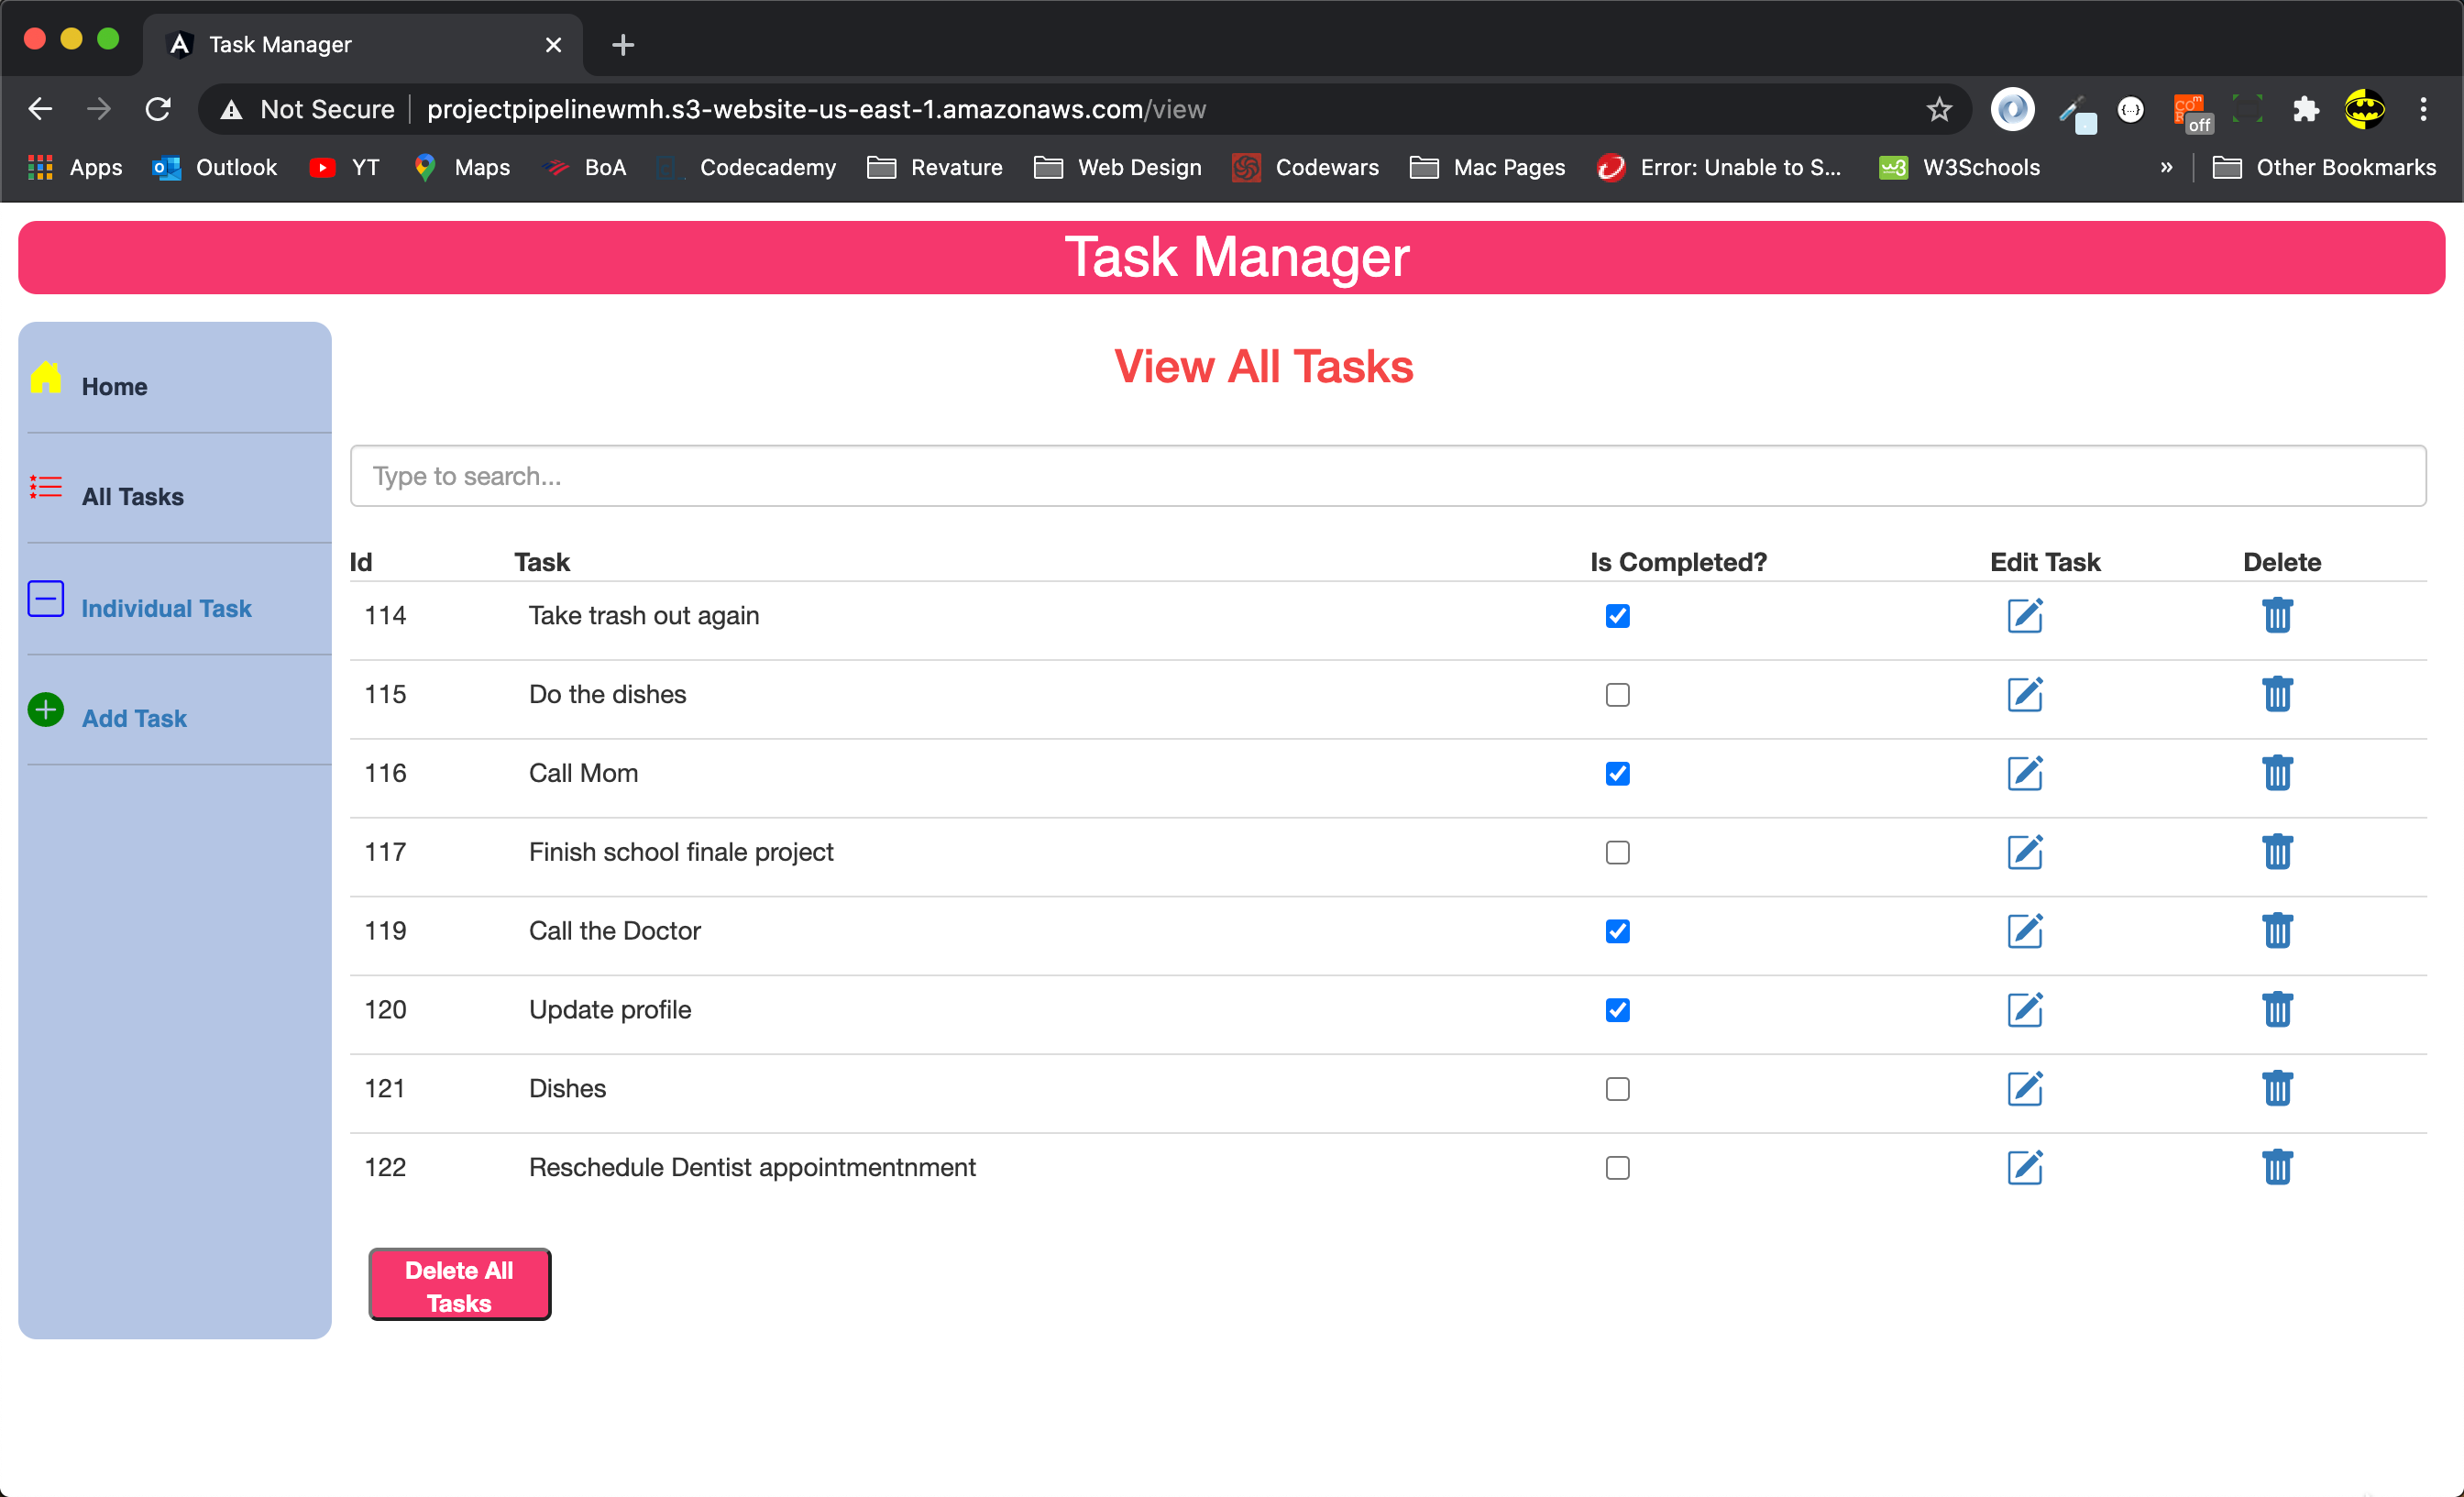 Task Manager
Not Secure projectpipelinewmh.s3-website-us-east-1.amazonaws.com/view
off
Apps Outlook YT Maps BoA Codecademy Revature Web Design Codewars Mac Pages Error: Unable to S... W3Schools » Other Bookmarks
Task Manager
Home
All Tasks
Individual Task
Add Task
View All Tasks
Type to search...
Id Task Is Completed? Edit Task Delete
114 Take trash out again
115 Do the dishes
116 Call Mom
117 Finish school finale project
119 Call the Doctor
120 Update profile
121 Dishes
122 Reschedule Dentist appointmentnment
Delete All
Tasks